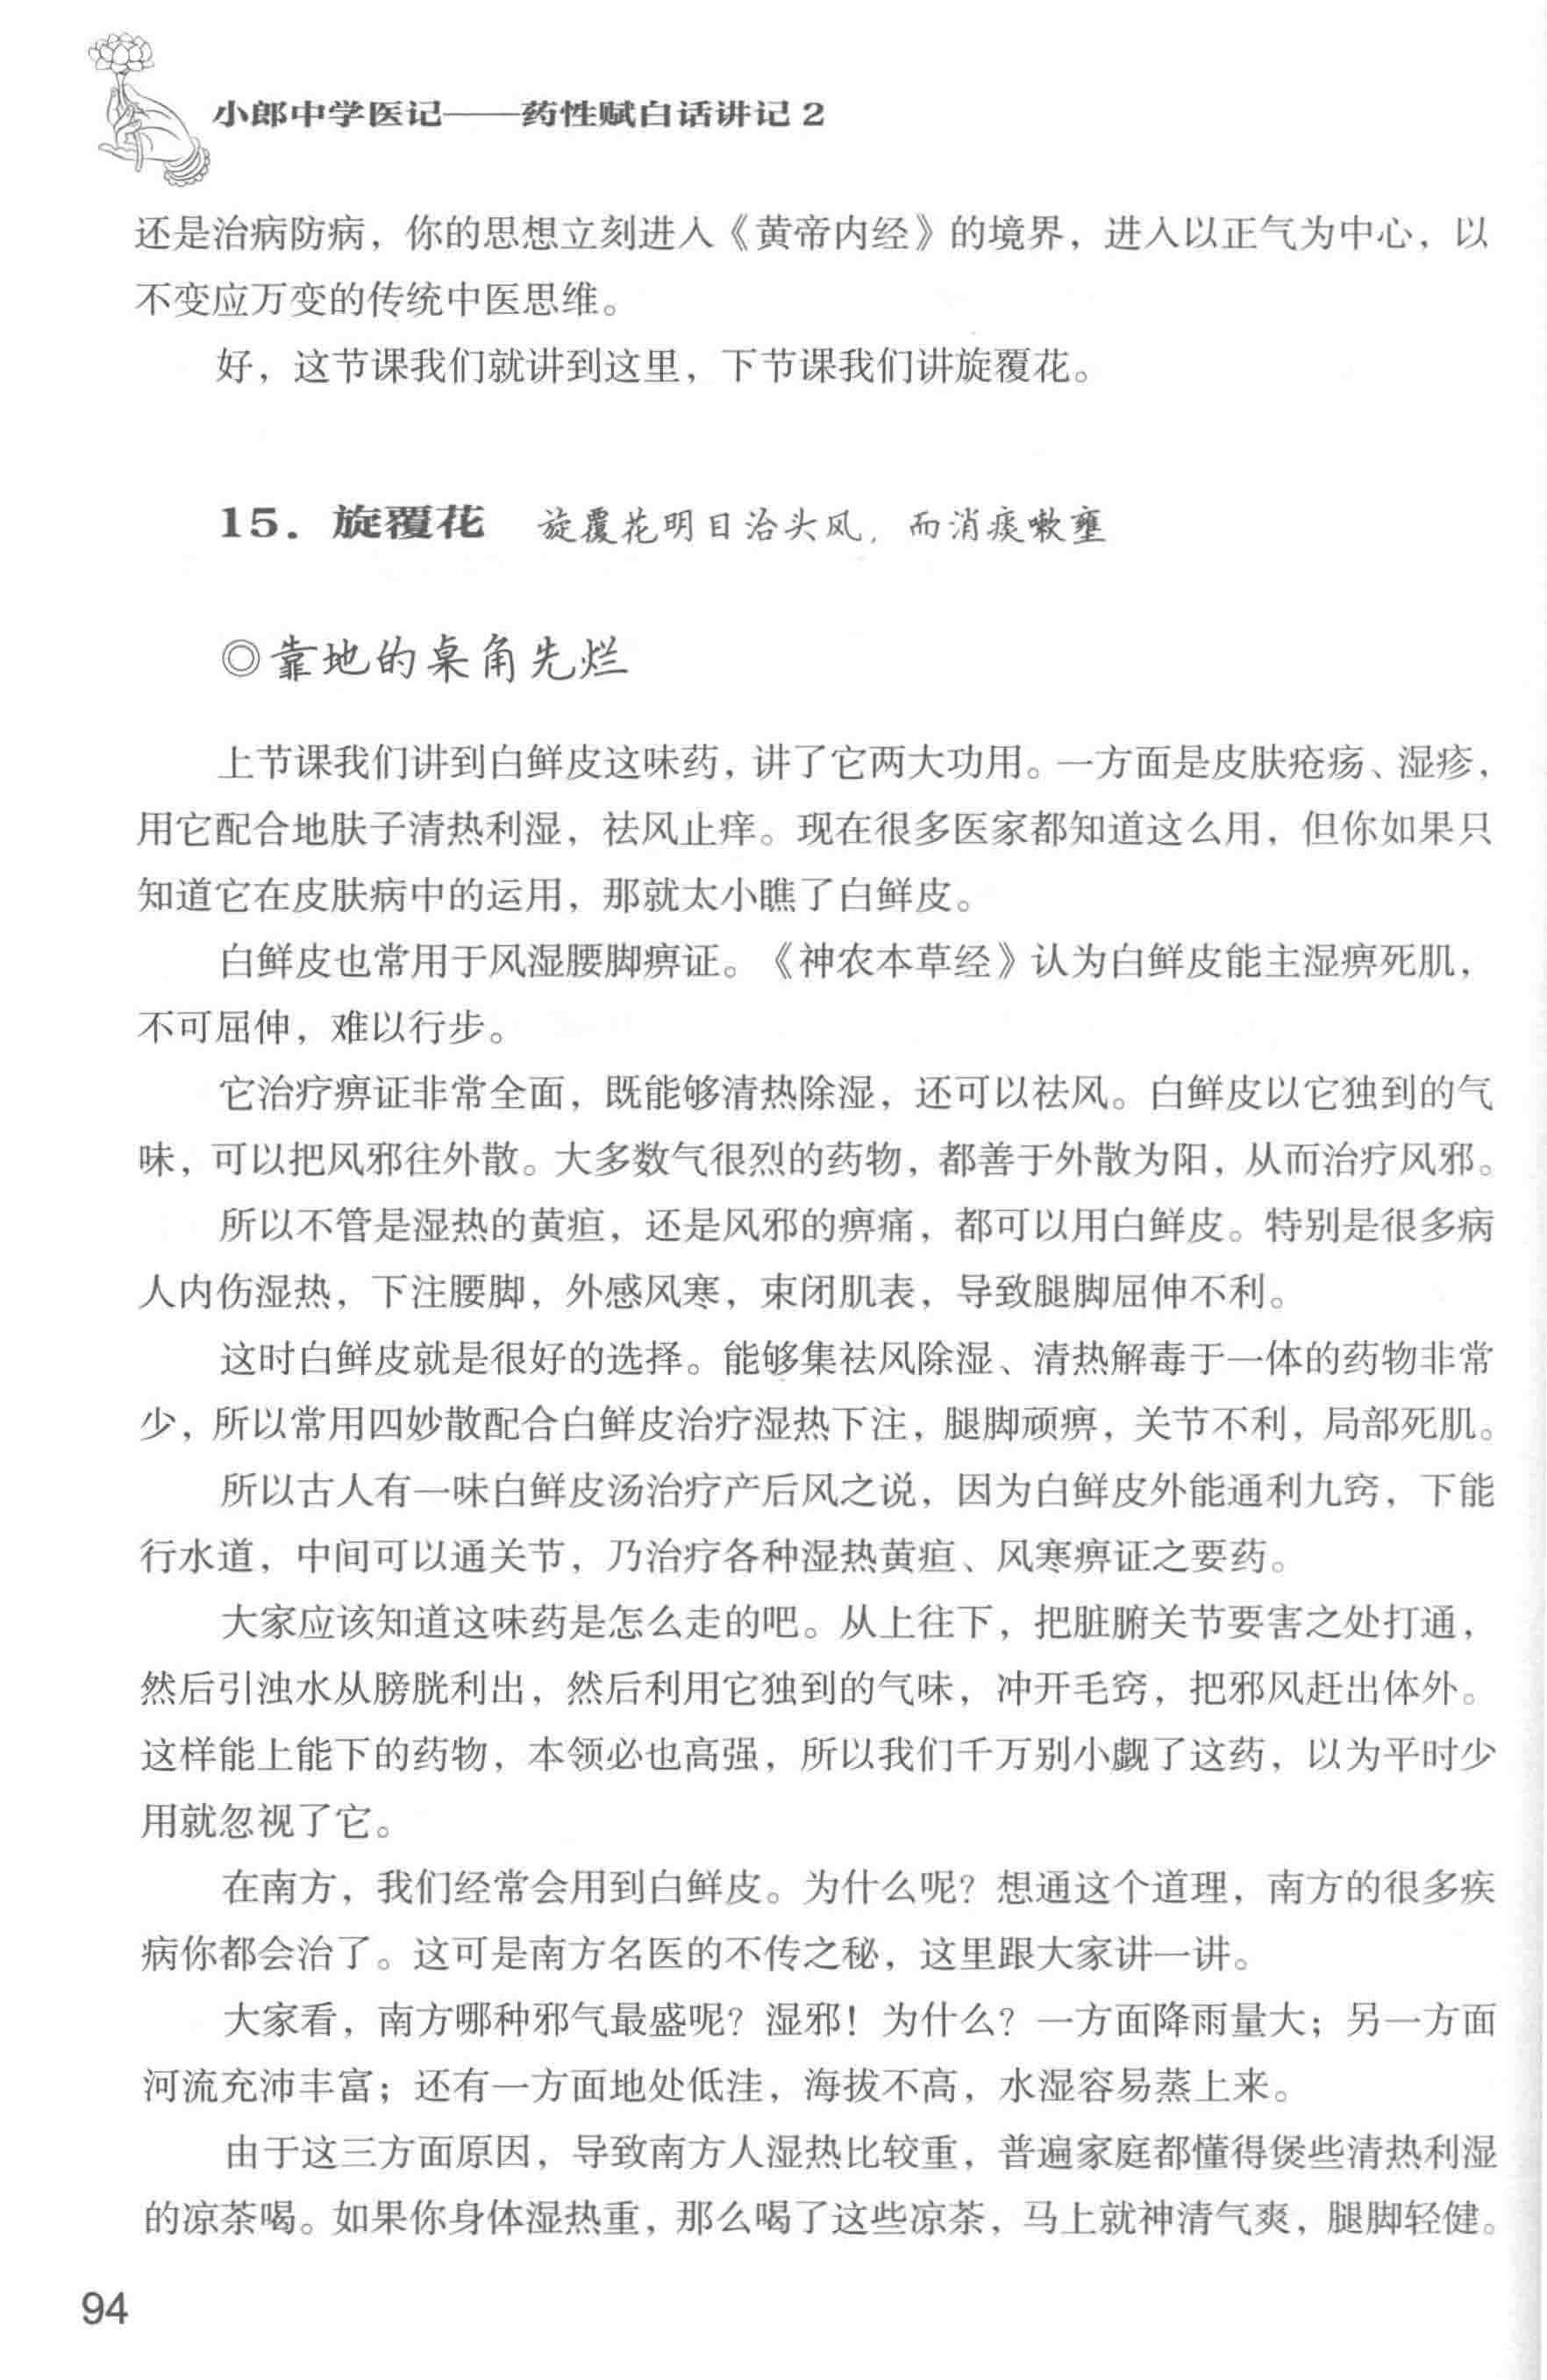 小郎中学医记——药性赋白话讲记 2
还是治病防病，你的思想立刻进入《黄帝内经》的境界，进入以正气为中心，以
不变应万变的传统中医思维。
好，这节课我们就讲到这里，下节课我们讲旋覆花。
15．旋覆花 旋覆花明目治头风，而消痰嗽壅
◎靠地的桌角先烂
上节课我们讲到白鲜皮这味药，讲了它两大功用。一方面是皮肤疮疡、湿疹，
用它配合地肤子清热利湿，祛风止痒。现在很多医家都知道这么用，但你如果只
知道它在皮肤病中的运用，那就太小瞧了白鲜皮。
白鲜皮也常用于风湿腰脚痹证。《神农本草经》认为白鲜皮能主湿痹死肌，
不可屈伸，难以行步。
它治疗痹证非常全面，既能够清热除湿，还可以祛风。白鲜皮以它独到的气
味，可以把风邪往外散。大多数气很烈的药物，都善于外散为阳，从而治疗风邪。
所以不管是湿热的黄疸，还是风邪的痹痛，都可以用白鲜皮。特别是很多病
人内伤湿热，下注腰脚，外感风寒，束闭肌表，导致腿脚屈伸不利。
这时白鲜皮就是很好的选择。能够集祛风除湿、清热解毒于一体的药物非常
少，所以常用四妙散配合白鲜皮治疗湿热下注，腿脚顽痹，关节不利，局部死肌。
所以古人有一味白鲜皮汤治疗产后风之说，因为白鲜皮外能通利九窍，下能
行水道，中间可以通关节，乃治疗各种湿热黄疸、风寒痹证之要药。
大家应该知道这味药是怎么走的吧。从上往下，把脏腑关节要害之处打通，
然后引浊水从膀胱利出，然后利用它独到的气味，冲开毛窍，把邪风赶出体外。
这样能上能下的药物，本领必也高强，所以我们千万别小觑了这药，以为平时少
用就忽视了它。
在南方，我们经常会用到白鲜皮。为什么呢？想通这个道理，南方的很多疾
病你都会治了。这可是南方名医的不传之秘，这里跟大家讲一讲。
大家看，南方哪种邪气最盛呢？湿邪！为什么？一方面降雨量大；另一方面
河流充沛丰富；还有一方面地处低洼，海拔不高，水湿容易蒸上来。
由于这三方面原因，导致南方人湿热比较重，普遍家庭都懂得煲些清热利湿
的凉茶喝。如果你身体湿热重，那么喝了这些凉茶，马上就神清气爽，腿脚轻健。
94